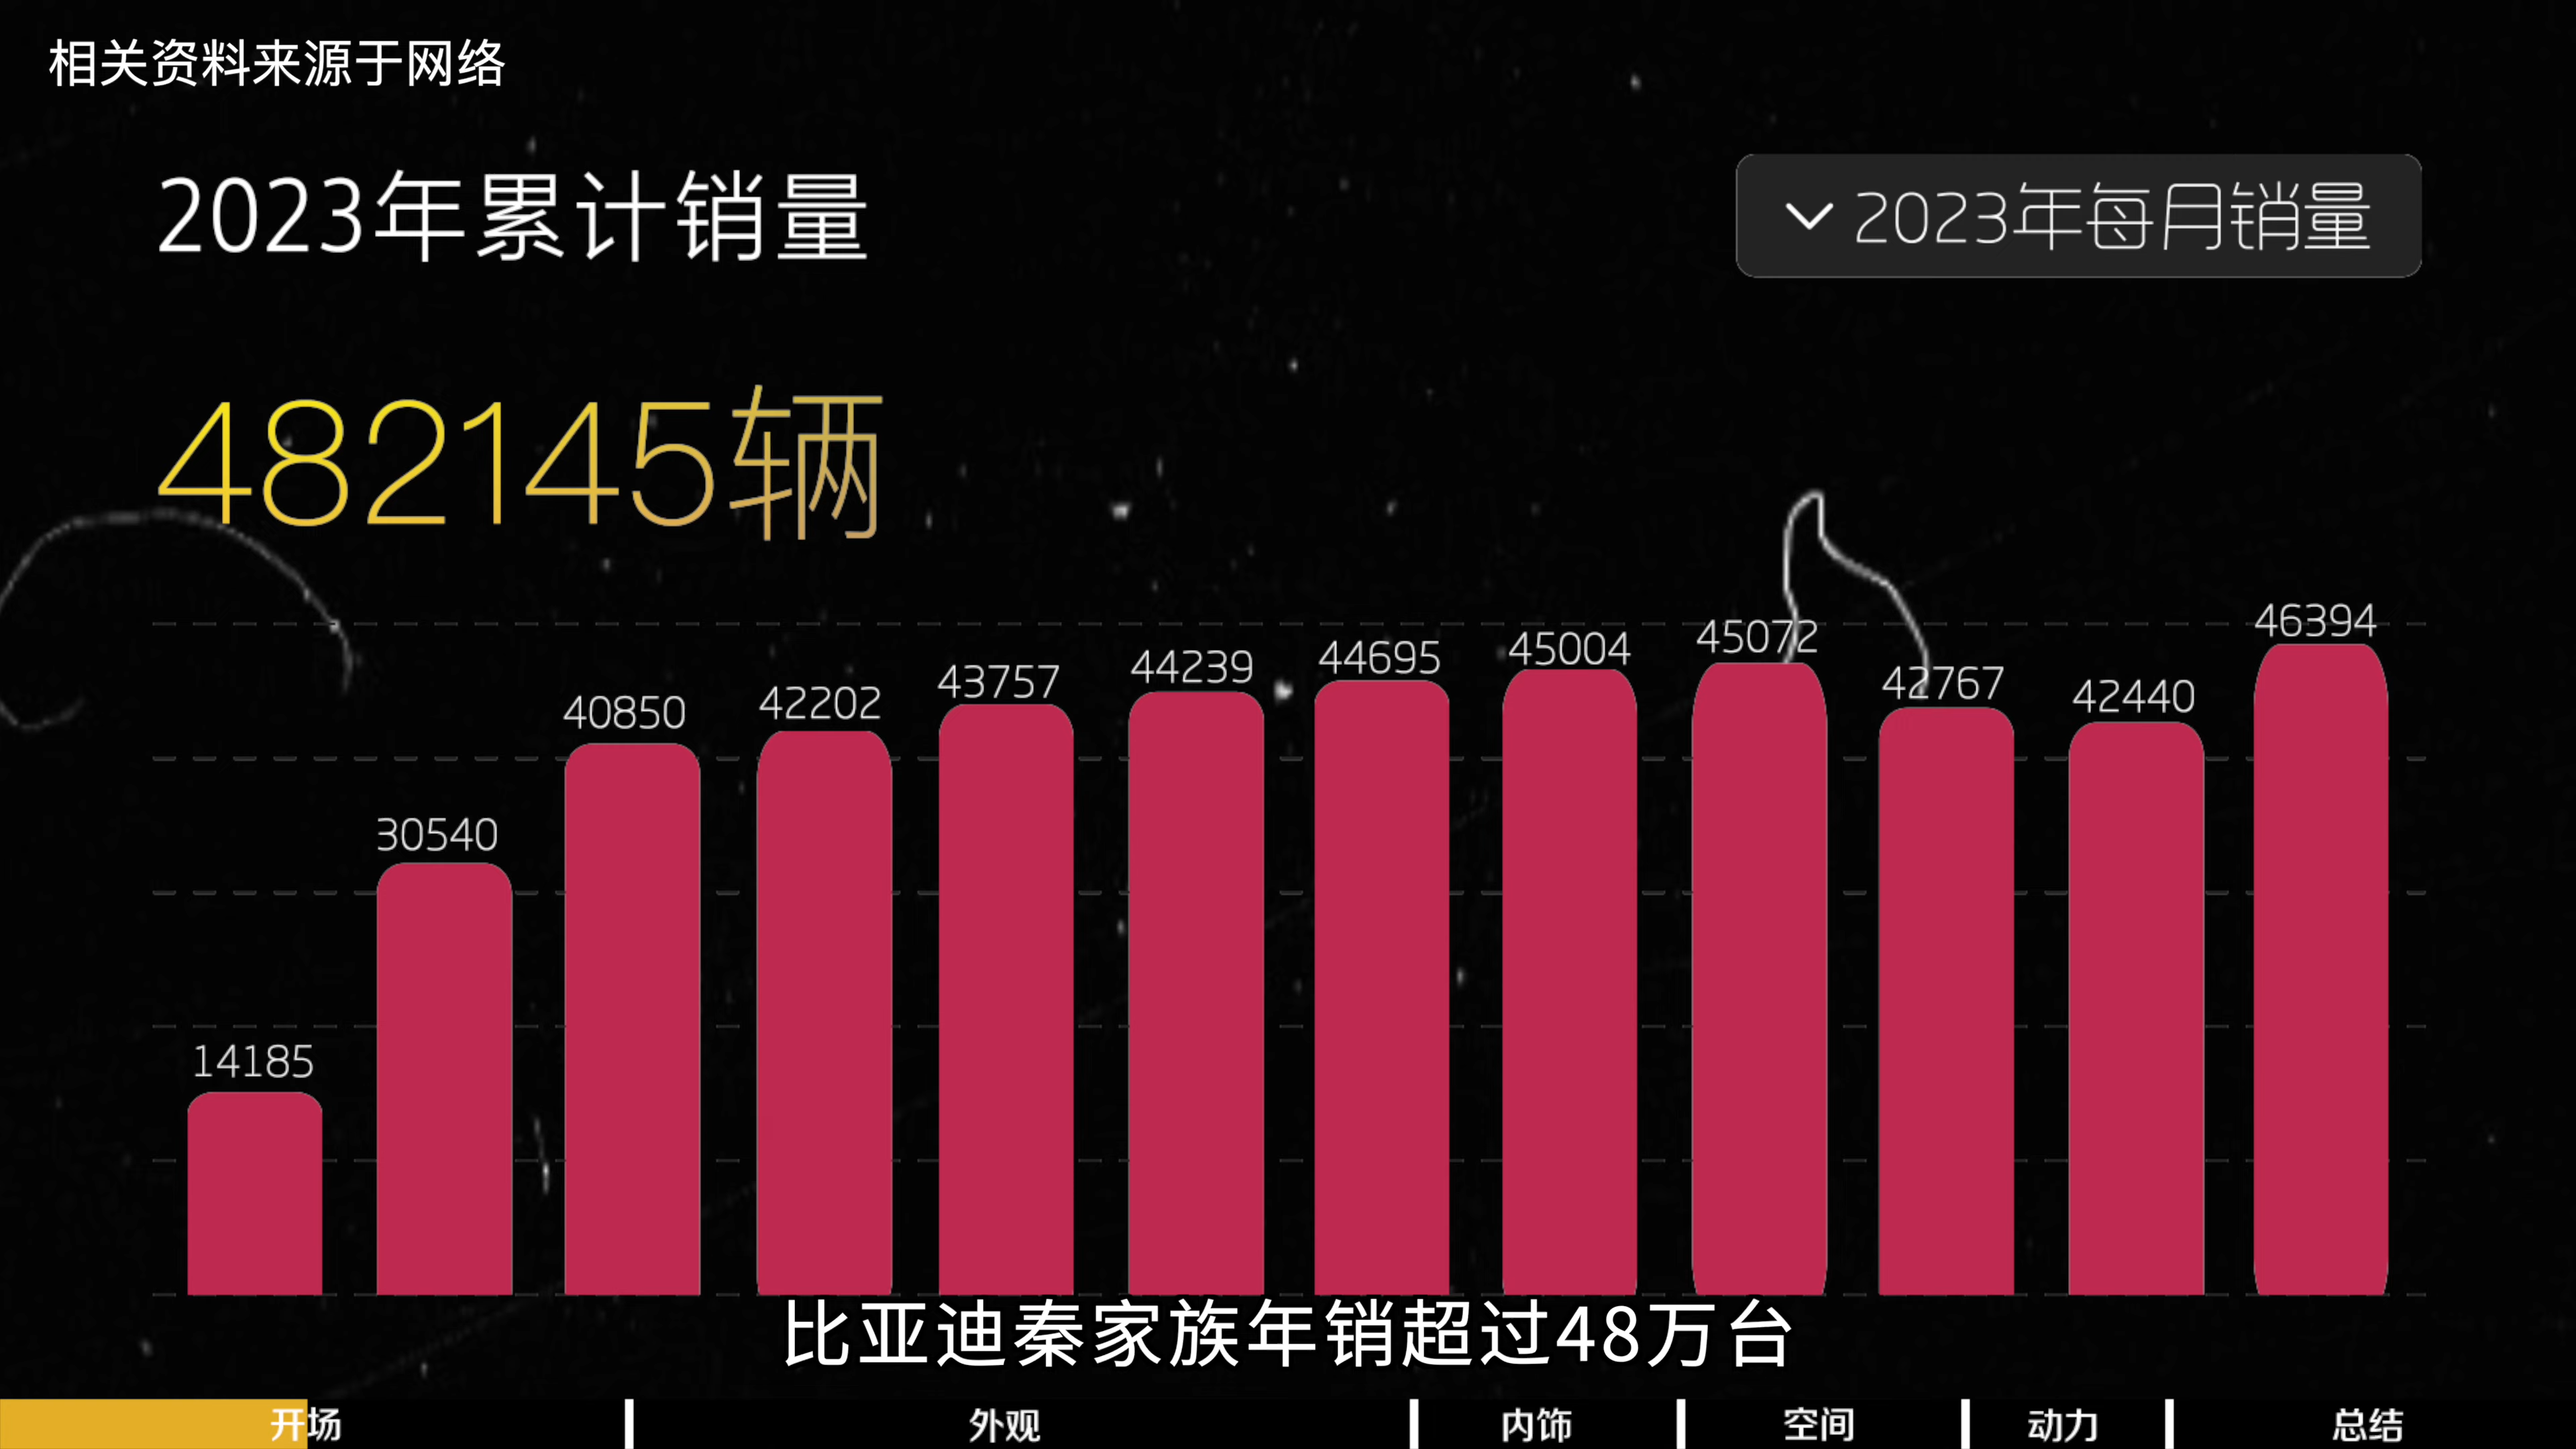 相关资料来源于网络
2023年累计销量
2023年每月销量
482145辆
14185
30540
40850
42202
43757
44239
44695
45004
45072
42767
42440
46394
比亚迪秦家族年销超过48万台
开场
外观
内饰
空间
动力
总结